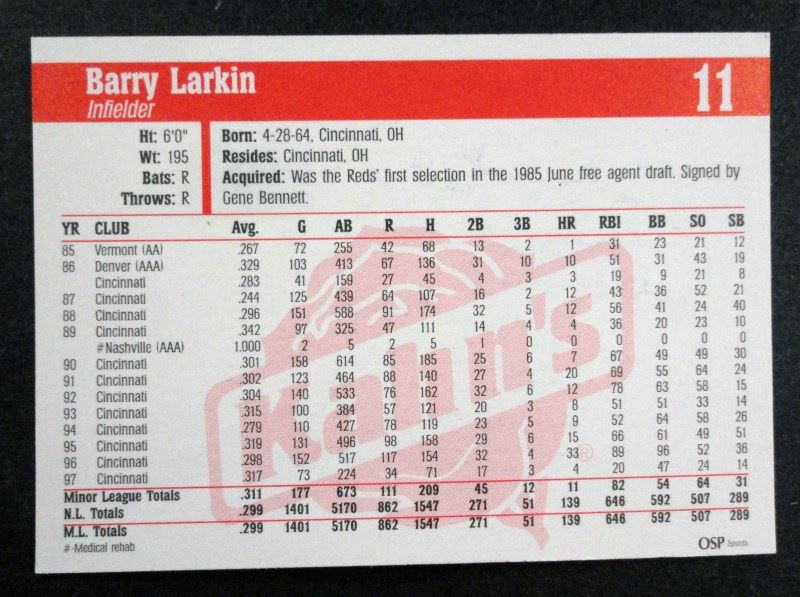 Barry Larkin 11
Infielder
Ht: 6'0" Born: 4-28-64, Cincinnati, OH
Wt: 195 Resides: Cincinnati, OH
Bats: R Acquired: Was the Reds' first selection in the 1985 June free agent draft. Signed by
Throws: R Gene Bennett.
YR CLUB Avg. G AB R H 2B 3B HR RBI BB SO SB
85 Vermont (AA) .267 72 255 42 68 13 2 1 31 23 21 12
86 Denver (AAA) .329 103 413 67 136 31 10 10 51 31 43 19
Cincinnati .283 41 159 27 45 4 3 3 19 9 21 8
87 Cincinnati .244 125 439 64 107 16 2 12 43 36 52 21
88 Cincinnati .296 151 588 91 174 32 5 12 56 41 24 40
89 Cincinnati .342 97 325 47 111 14 4 4 36 20 23 10
#Nashville (AAA) 1.000 2 5 2 5 1 0 0 0 0 0 0
90 Cincinnati .301 158 614 85 185 25 6 7 67 49 49 30
91 Cincinnati .302 123 464 88 140 27 4 20 69 55 64 24
92 Cincinnati .304 140 533 76 162 32 6 12 78 63 58 15
93 Cincinnati .315 100 384 57 121 20 3 8 51 51 33 14
94 Cincinnati .279 110 427 78 119 23 5 9 52 64 58 26
95 Cincinnati .319 131 496 98 158 29 6 15 66 61 49 51
96 Cincinnati .298 152 517 117 154 32 4 33 89 96 52 36
97 Cincinnati .317 73 224 34 71 17 3 4 20 47 24 14
Minor League Totals .311 177 673 111 209 45 12 11 82 54 64 31
N.L. Totals .299 1401 5170 862 1547 271 51 139 646 592 507 289
M.L. Totals .299 1401 5170 862 1547 271 51 139 646 592 507 289
#-Medical rehab
Kahn's ®
OSP Sports